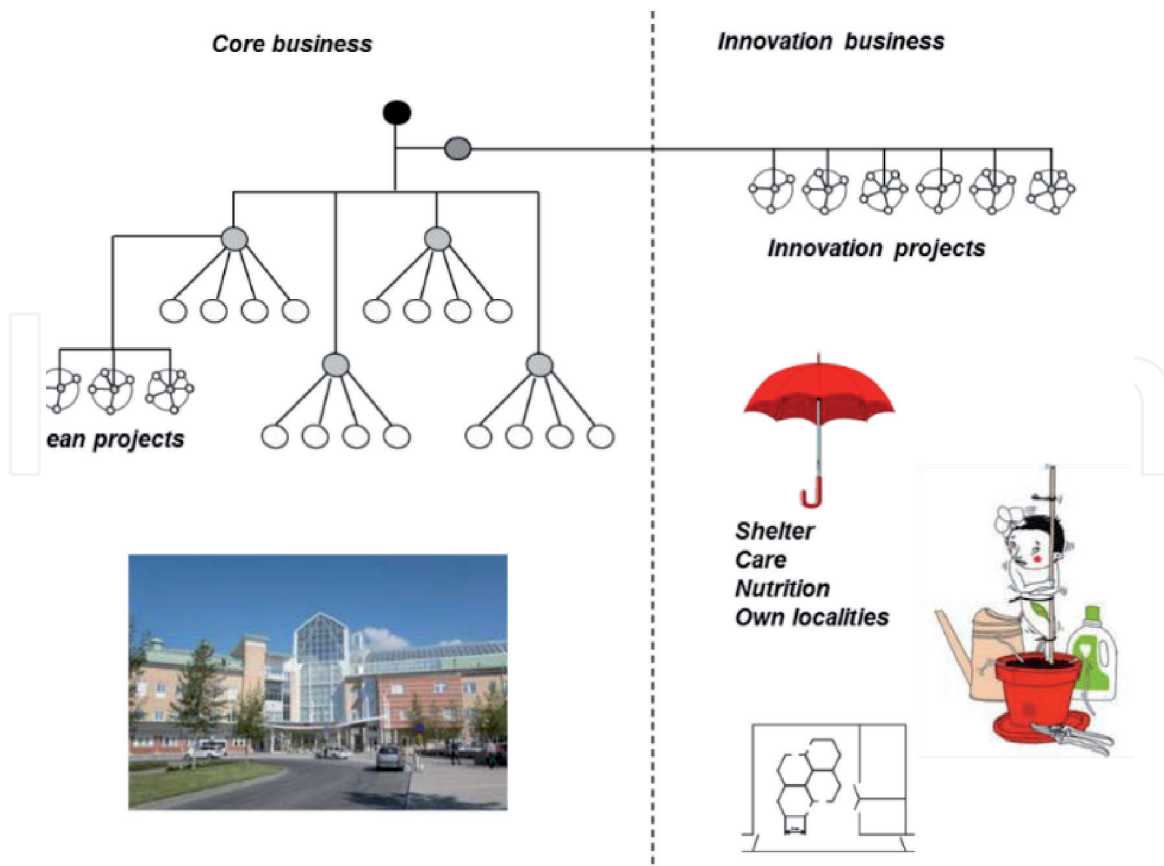 Core business
Innovation business
Innovation projects
ean projects
Shelter
Care
Nutrition
Own localities